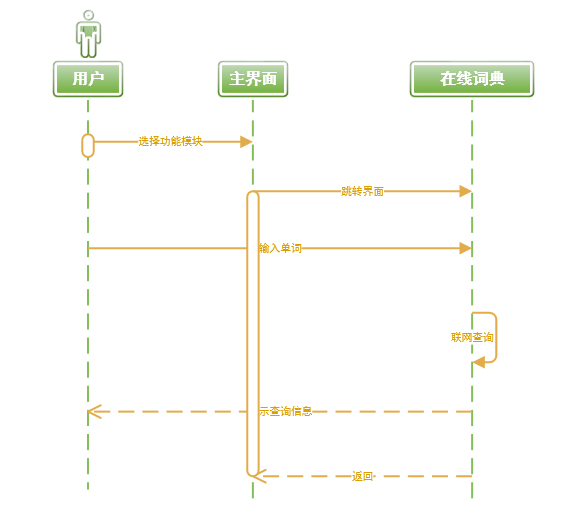 用户
主界面
在线词典
选择功能模块
跳转界面
输入单词
联网查询
示查询信息
返回